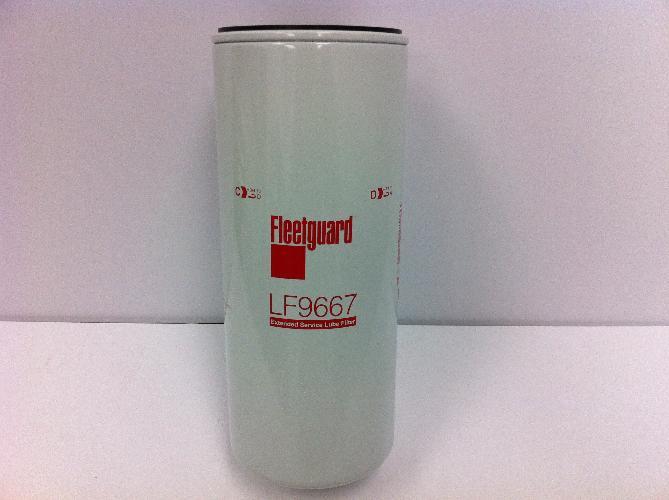 C
D
D
Fleetguard
LF9667
Extended Service Lube Filter